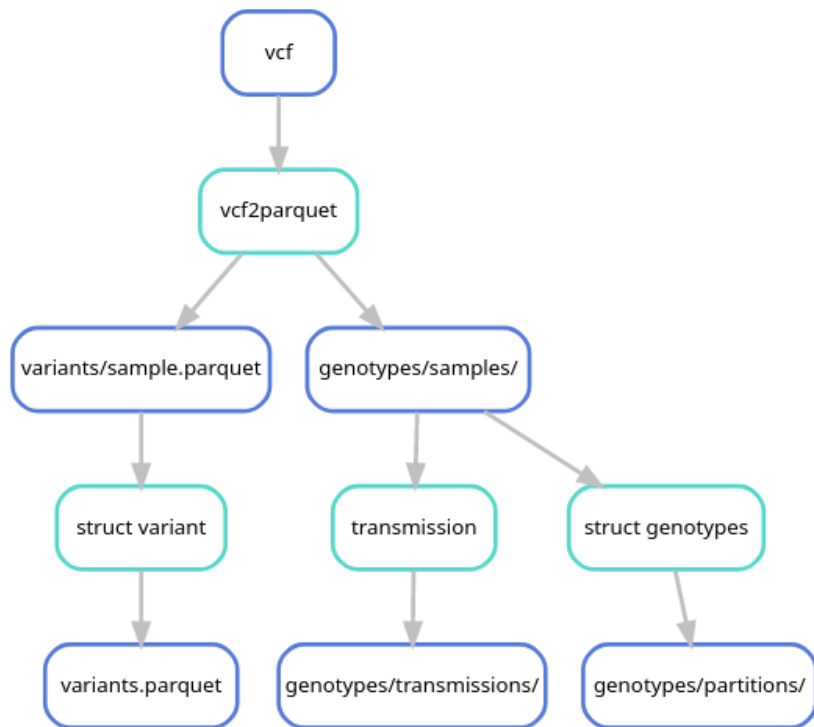 vcf
vcf2parquet
variants/sample.parquet
genotypes/samples/
struct variant
transmission
struct genotypes
variants.parquet
genotypes/transmissions/
genotypes/partitions/